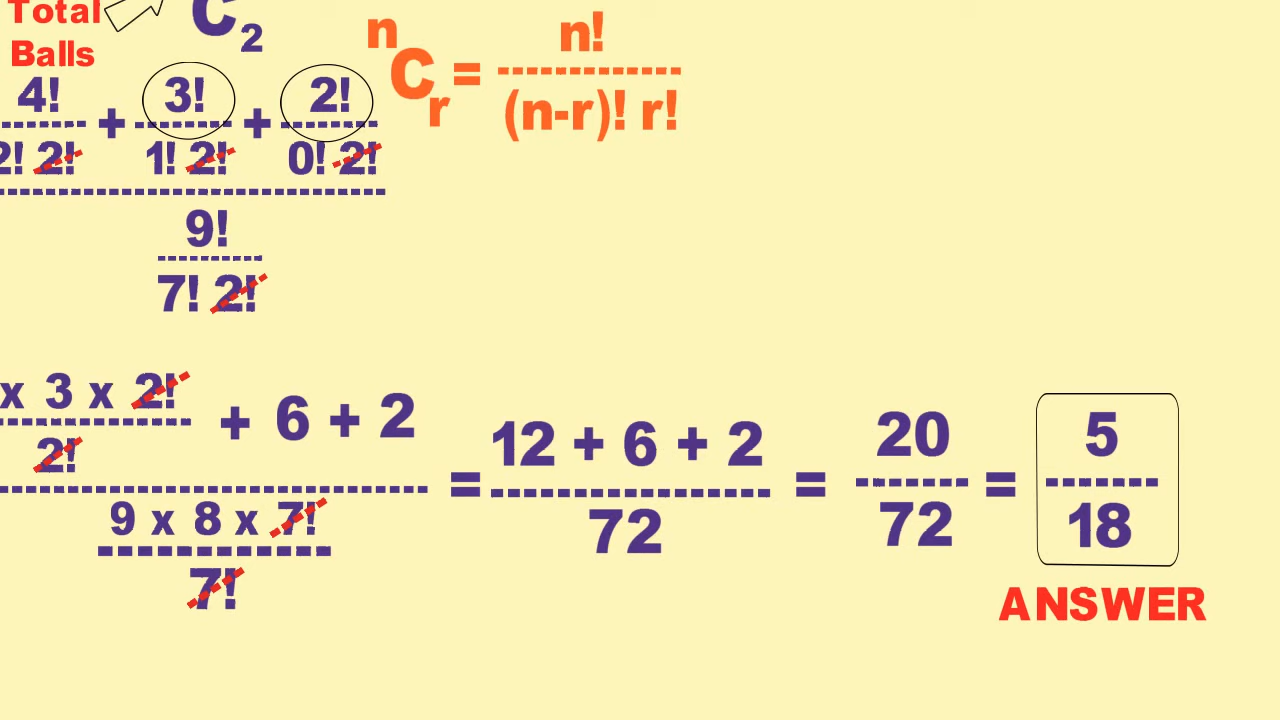 Total
Balls
C2
nCr = n! / (n-r)! r!
4! + 3! + 2!
2! 2! 1! 2! 0! 2!
9!
7! 2!
x 3 x 2! + 6 + 2
2!
9 x 8 x 7!
7!
= 12 + 6 + 2 = 20 = 5
72 72 18
ANSWER